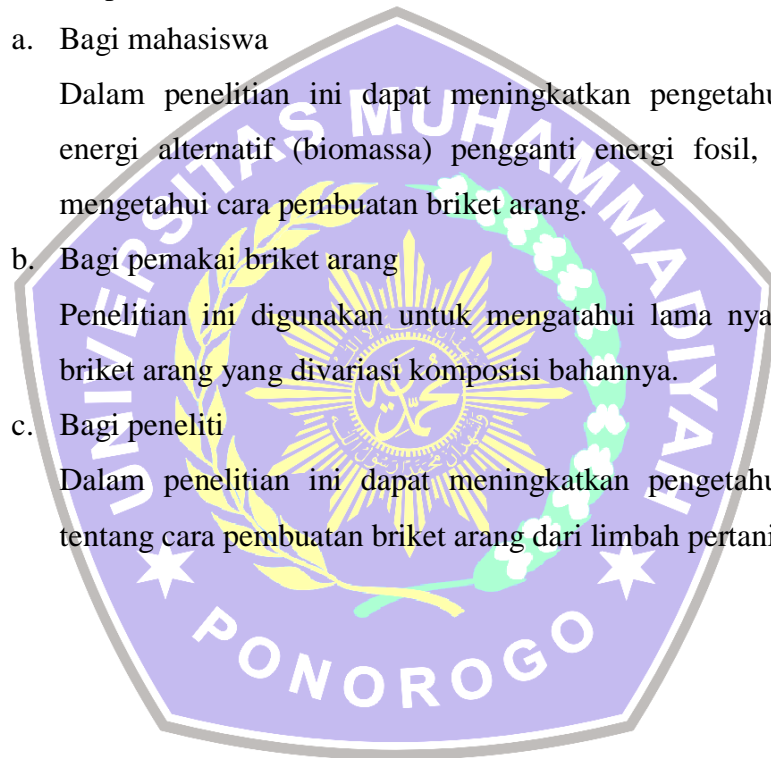 a. Bagi mahasiswa
Dalam penelitian ini dapat meningkatkan pengetahu
energi alternatif (biomassa) pengganti energi fosil,
mengetahui cara pembuatan briket arang.
b. Bagi pemakai briket arang
Penelitian ini digunakan untuk mengatahui lama nya
briket arang yang divariasi komposisi bahannya.
c. Bagi peneliti
Dalam penelitian ini dapat meningkatkan pengetahu
tentang cara pembuatan briket arang dari limbah pertani
UNIVERSITAS MUHAMMADIYAH
PONOROGO